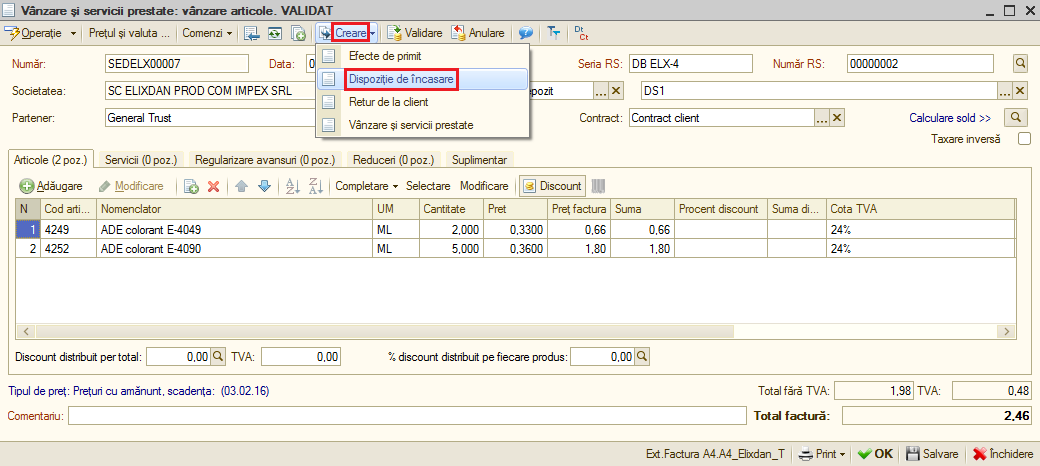 Vânzare și servicii prestate: vânzare articole. VALIDAT
Operație Prețul și valuta ... Comenzi Creare Validare Anulare Dt Ct
Efecte de primit
Dispoziție de încasare
Retur de la client
Vânzare și servicii prestate
Număr: SEDELX00007 Data: 0 Seria RS: DB ELX-4 Număr RS: 00000002
Societatea: SC ELIXDAN PROD COM IMPEX SRL epozit ... DS1 ...
Partener: General Trust Contract: Contract client ... Calculare sold >>
Taxare inversă
Articole (2 poz.) Servicii (0 poz.) Regularizare avansuri (0 poz.) Reduceri (0 poz.) Suplimentar
Adăugare Modificare Completare Selectare Modificare Discount
N Cod arti... Nomenclator UM Cantitate Pret Preț factura Suma Procent discount Suma di... Cota TVA
1 4249 ADE colorant E-4049 ML 2,000 0,3300 0,66 0,66 24%
2 4252 ADE colorant E-4090 ML 5,000 0,3600 1,80 1,80 24%
Discount distribuit per total: 0,00 TVA: 0,00 % discount distribuit pe fiecare produs: 0,00
Tipul de preț: Prețuri cu amănunt, scadența: (03.02.16) Total fără TVA: 1,98 TVA: 0,48
Comentariu: Total factură: 2,46
Ext.Factura A4.A4_Elixdan_T Print OK Salvare Închidere